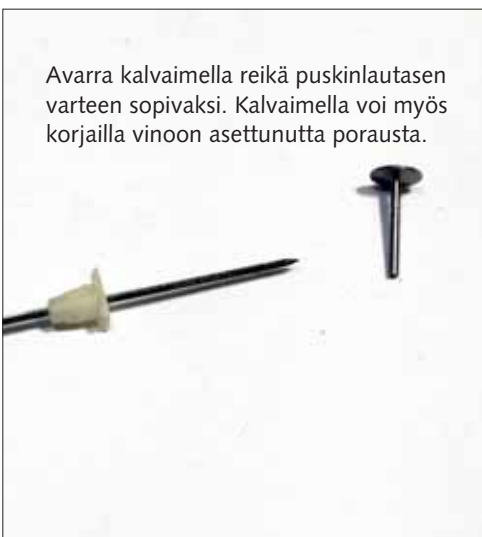 Avarra kalvaimella reikä puskinlautasen
varteen sopivaksi. Kalvaimella voi myös
korjailla vinoon asettunutta porausta.